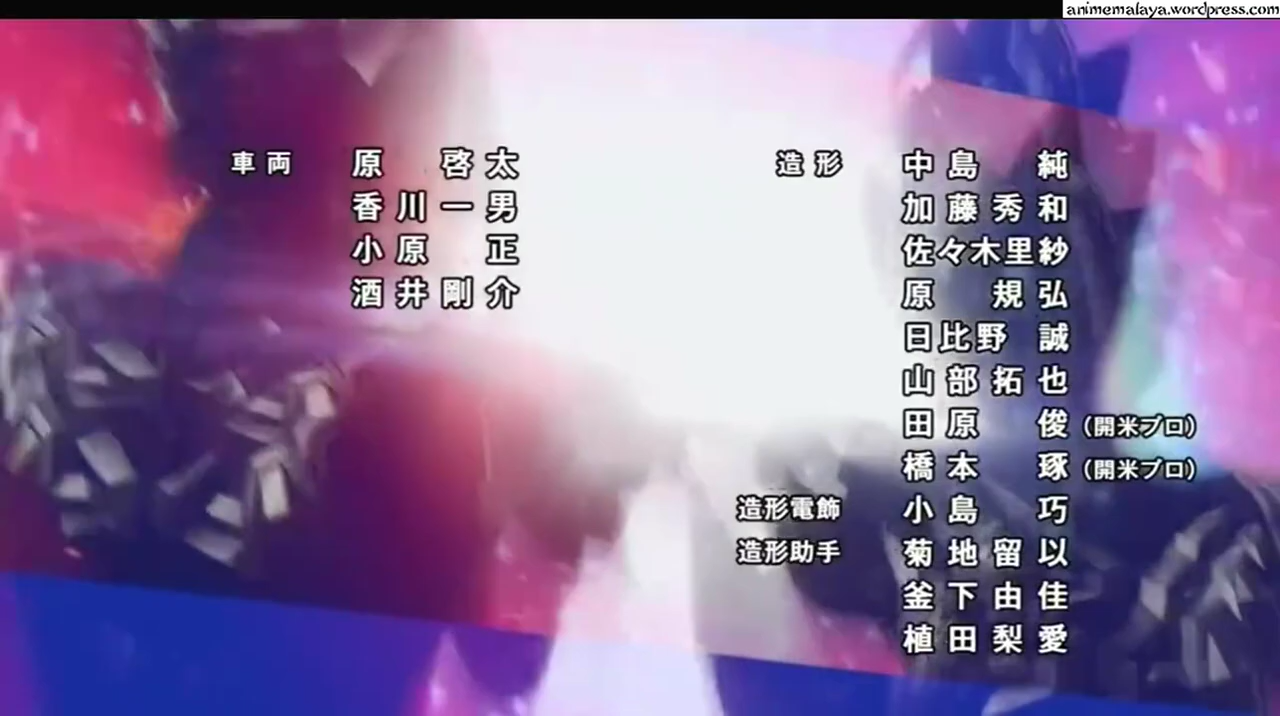 animemalaya.wordpress.com
車両 原 啓太
香川一男
小原 正
酒井剛介
造形 中島 純
加藤秀和
佐々木里紗
原 規弘
日比野 誠
山部拓也
田原 俊(開米プロ)
橋本 琢(開米プロ)
造形電飾 小島 巧
造形助手 菊地留以
釜下由佳
植田梨愛